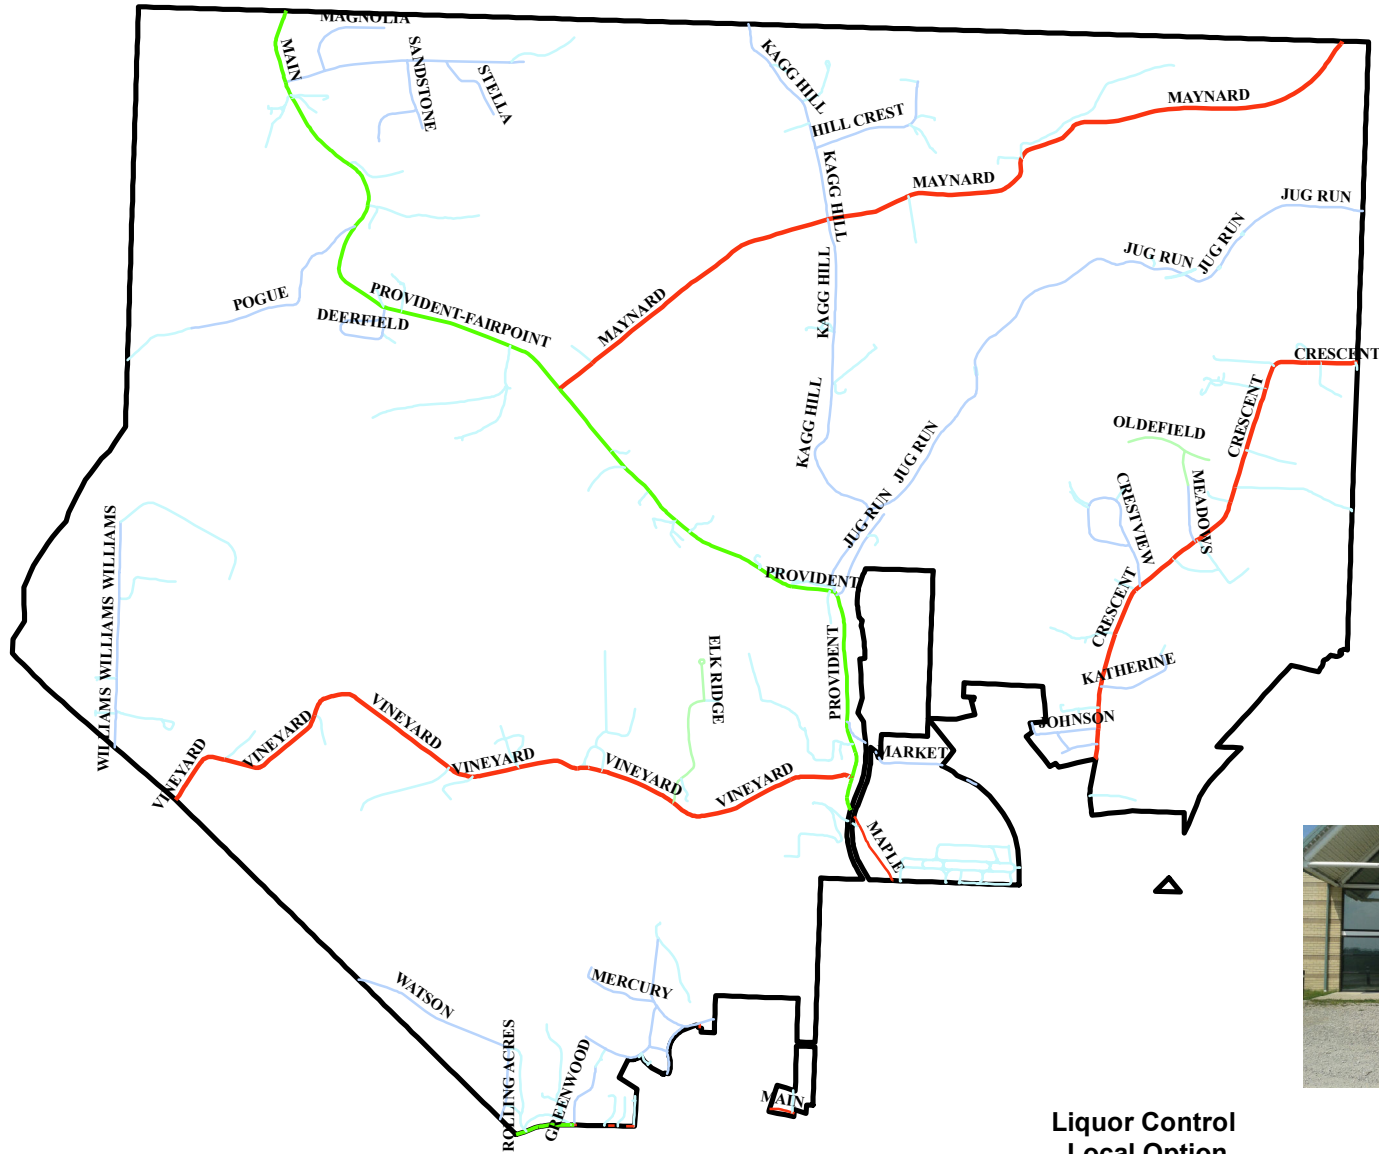 MAGNOLIA
MAIN
SANDSTONE
STELLA
KAGG HILL
HILL CREST
MAYNARD
KAGG HILL
MAYNARD
JUG RUN
JUG RUN
JUG RUN
KAGG HILL
POGUE
PROVIDENT-FAIRPOINT
DEERFIELD
MAYNARD
CRESCENT
CRESCENT
KAGG HILL
OLDEFIELD
JUG RUN
MEADOWS
CRESTVIEW
JUG RUN
WILLIAMS
WILLIAMS
WILLIAMS
WILLIAMS
PROVIDENT
CRESCENT
PROVIDENT
ELK RIDGE
KATHERINE
JOHNSON
VINEYARD
VINEYARD
VINEYARD
VINEYARD
VINEYARD
VINEYARD
MARKET
MAPLE
WATSON
MERCURY
ROLLING ACRES
GREENWOOD
MAIN
Liquor Control
Local Option